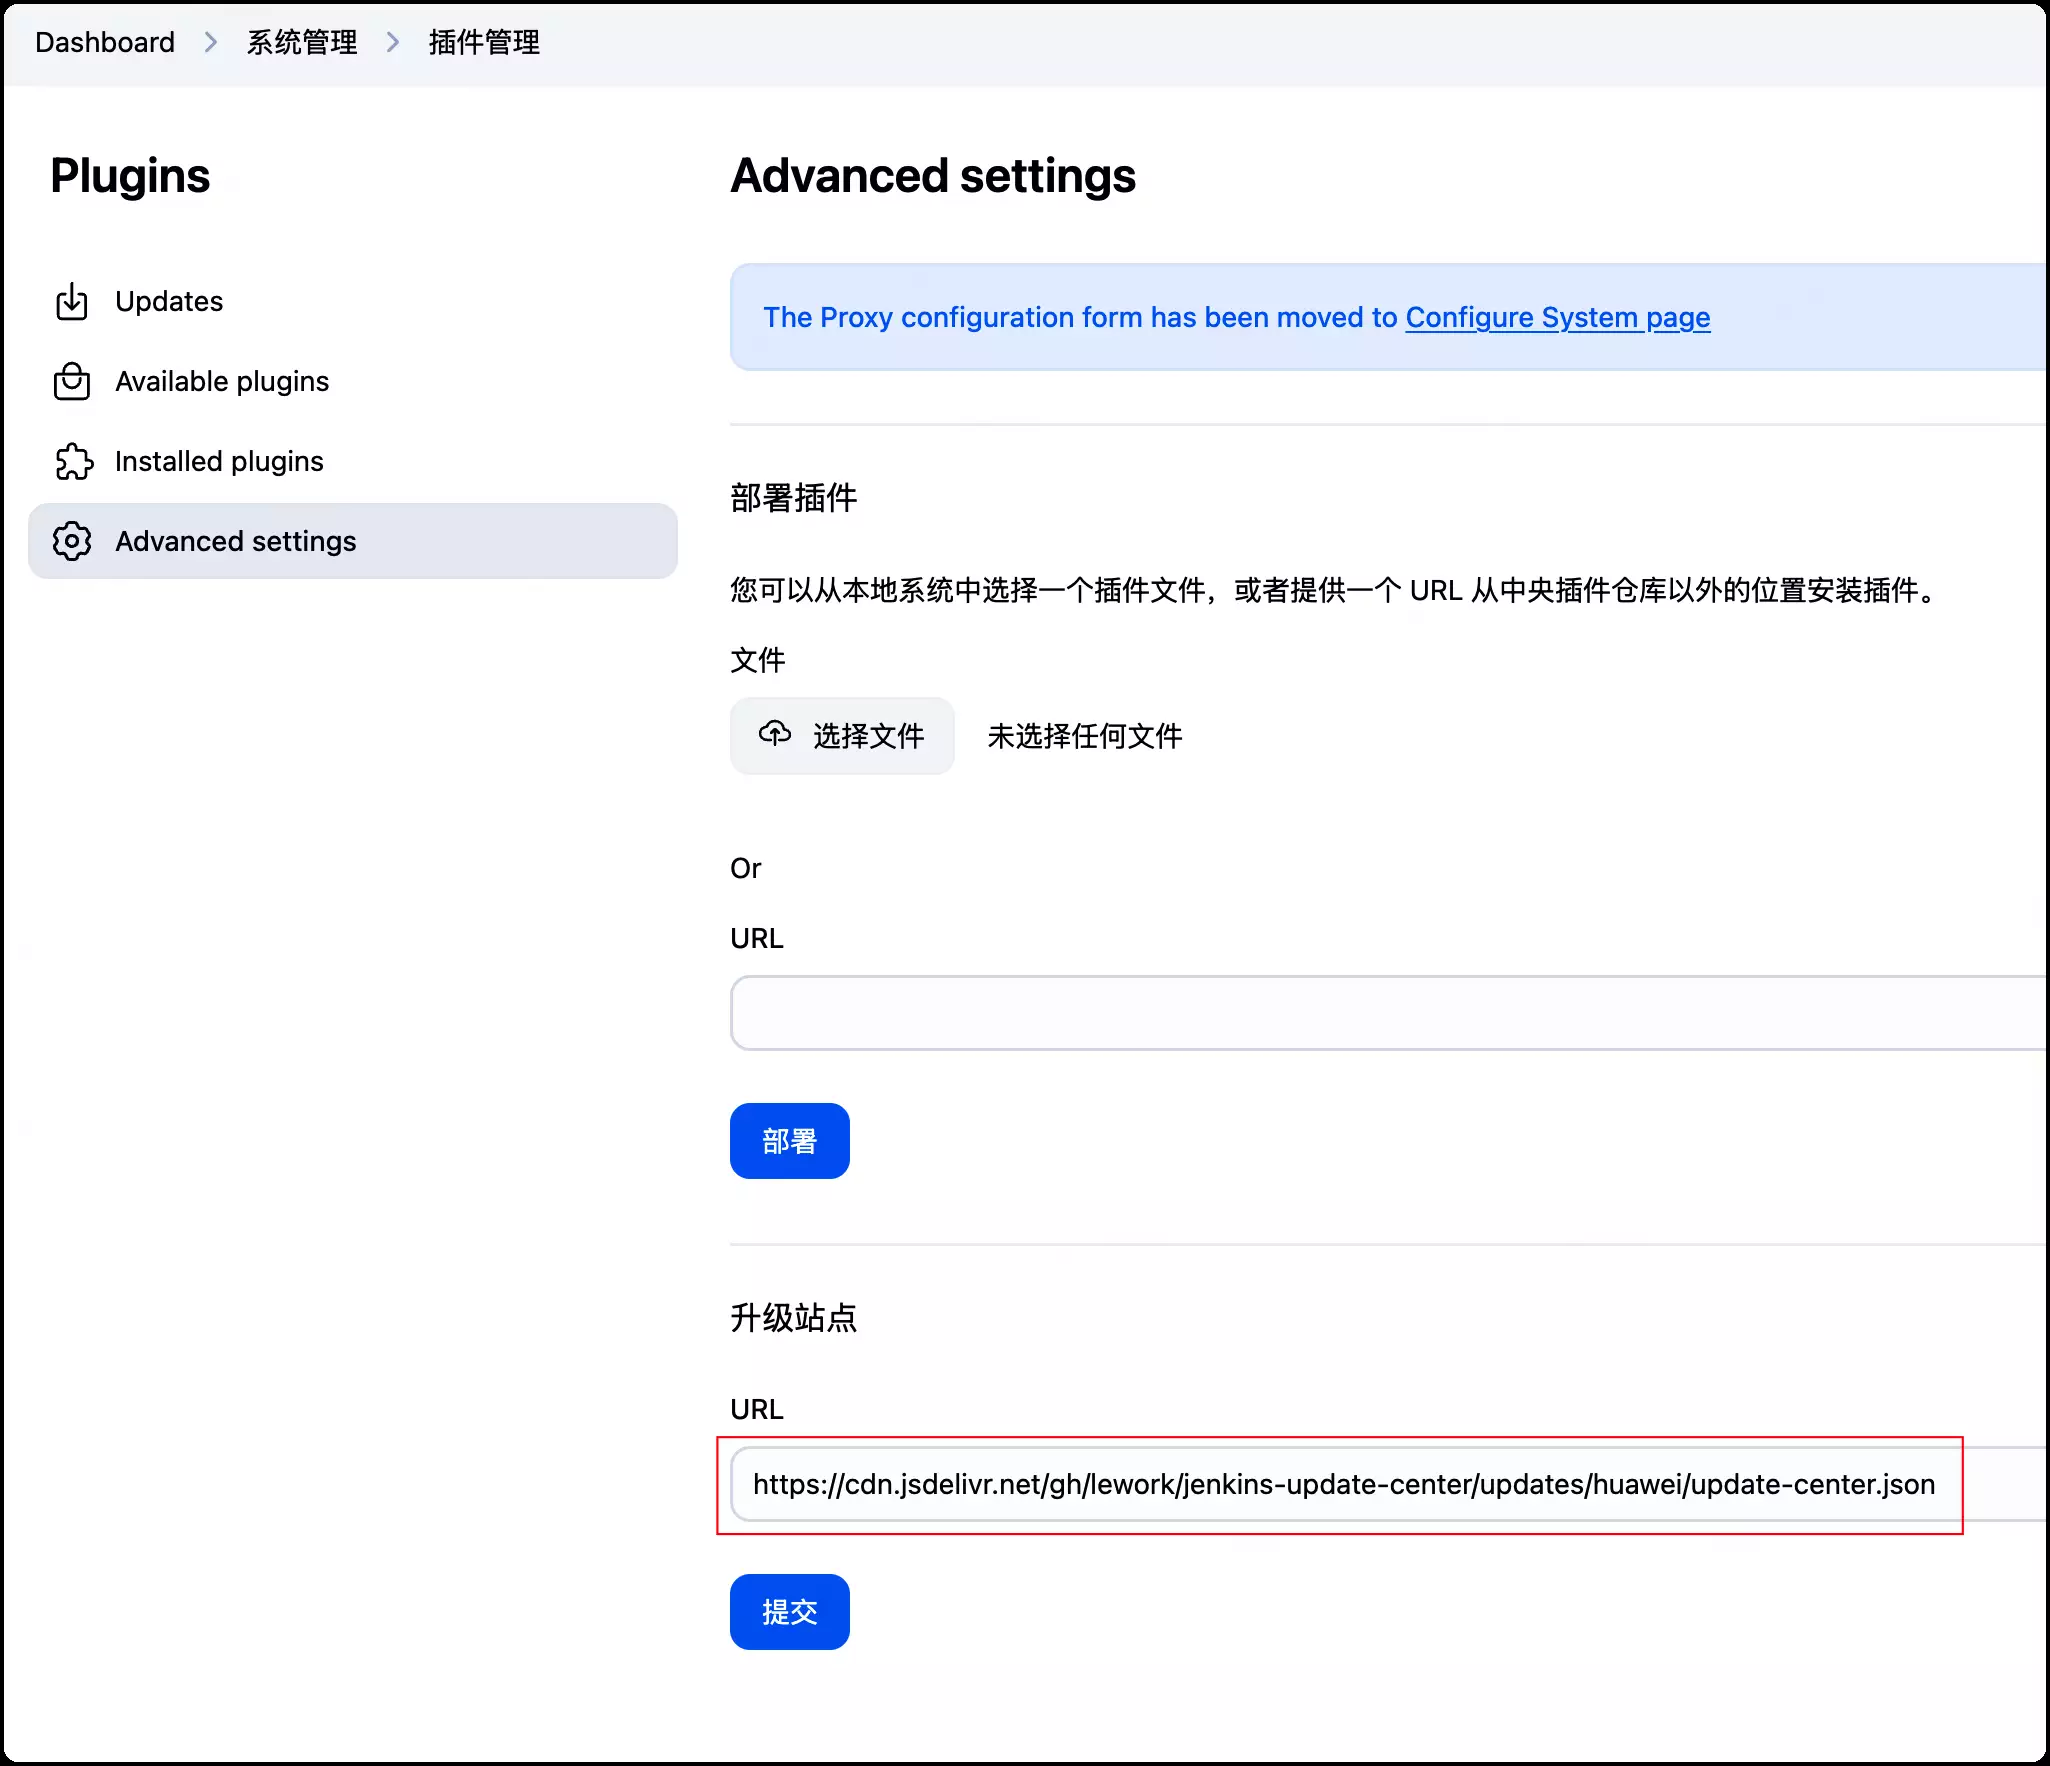 Dashboard > 系统管理 > 插件管理
Plugins
Updates
Available plugins
Installed plugins
Advanced settings
Advanced settings
The Proxy configuration form has been moved to Configure System page
部署插件
您可以从本地系统中选择一个插件文件，或者提供一个 URL 从中央插件仓库以外的位置安装插件。
文件
选择文件 未选择任何文件
Or
URL
部署
升级站点
URL
https://cdn.jsdelivr.net/gh/lework/jenkins-update-center/updates/huawei/update-center.json
提交